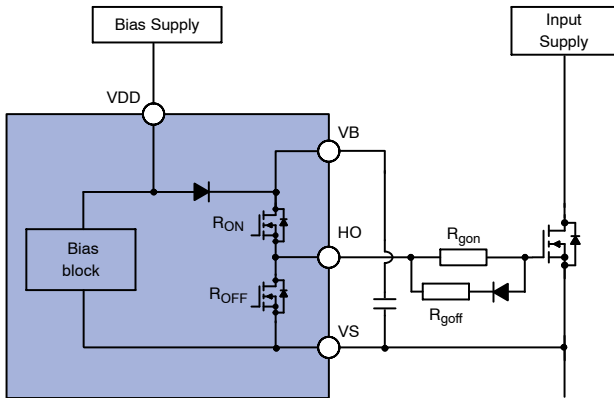 Bias Supply
Input
Supply
VDD
VB
RON
HO
Rgon
Bias
block
ROFF
Rgoff
VS